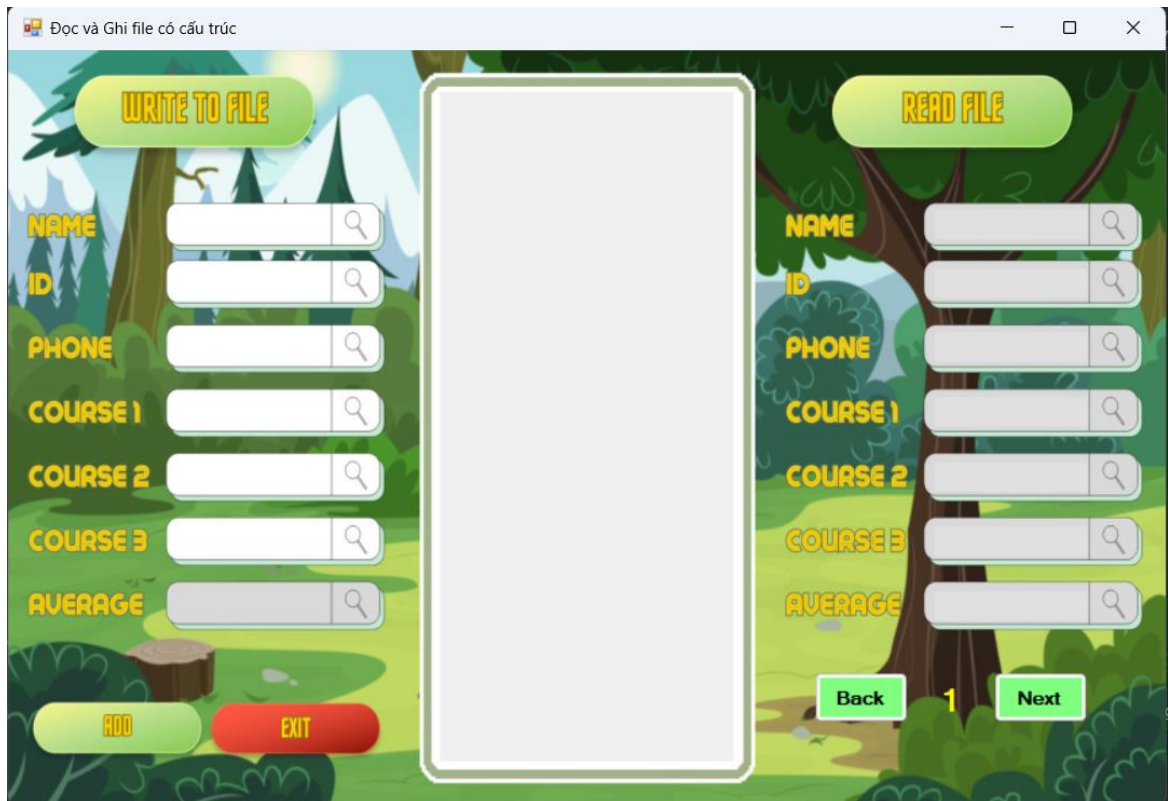 Đọc và Ghi file có cấu trúc
WRITE TO FILE
NAME
ID
PHONE
COURSE 1
COURSE 2
COURSE 3
AVERAGE
ADD
EXIT
READ FILE
NAME
ID
PHONE
COURSE 1
COURSE 2
COURSE 3
AVERAGE
Back
1
Next